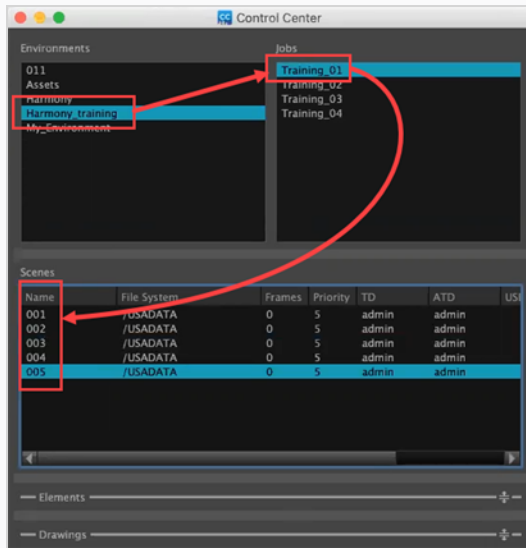 Control Center
Environments
Jobs
011
Assets
Harmony
Harmony_training
My_Environment
Training_01
Training_02
Training_03
Training_04
Scenes
Name File System Frames Priority TD ATD USE
001 /USADATA 0 5 admin admin
002 /USADATA 0 5 admin admin
003 /USADATA 0 5 admin admin
004 /USADATA 0 5 admin admin
005 /USADATA 0 5 admin admin
Elements
Drawings